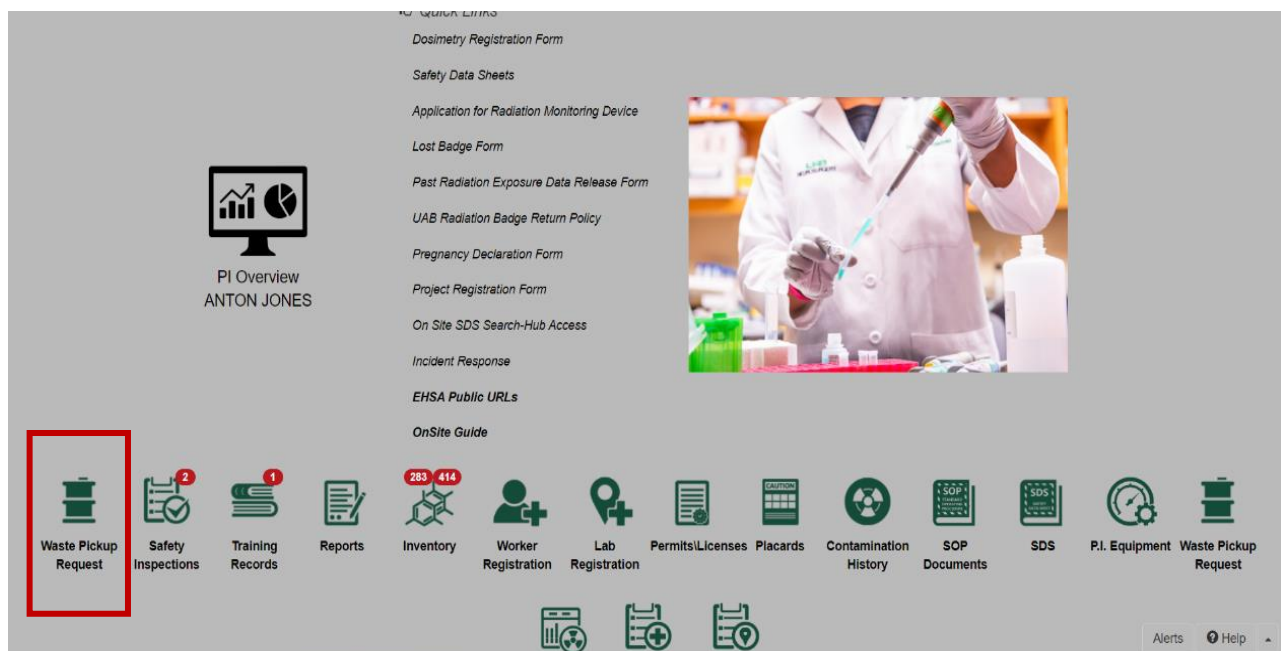 Quick Links
Dosimetry Registration Form
Safety Data Sheets
Application for Radiation Monitoring Device
Lost Badge Form
Past Radiation Exposure Data Release Form
UAB Radiation Badge Return Policy
Pregnancy Declaration Form
Project Registration Form
On Site SDS Search-Hub Access
Incident Response
EHSA Public URLs
OnSite Guide
PI Overview
ANTON JONES
2
1
283 414
CAUTION
SOP
SDS
Waste Pickup
Request
Safety
Inspections
Training
Records
Reports
Inventory
Worker
Registration
Lab
Registration
Permits\Licenses
Placards
Contamination
History
SOP
Documents
SDS
P.I. Equipment
Waste Pickup
Request
Alerts
Help